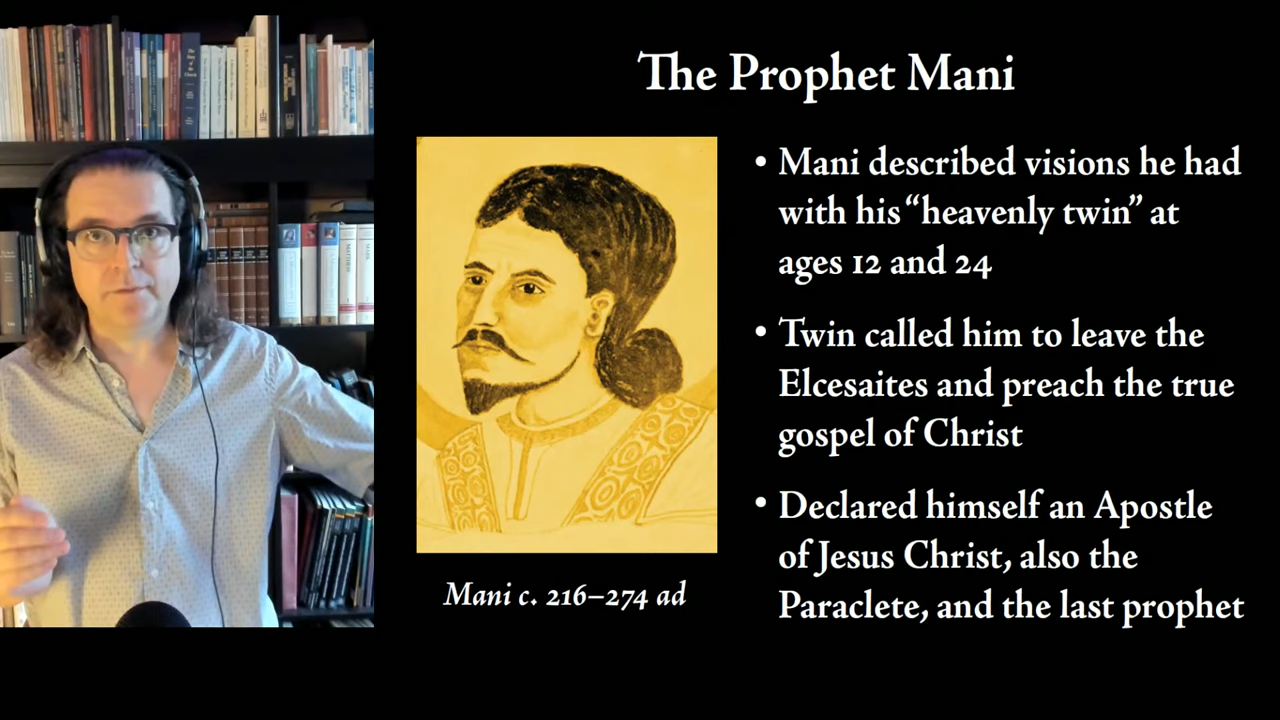 The Prophet Mani
• Mani described visions he had
with his “heavenly twin” at
ages 12 and 24
• Twin called him to leave the
Elcesaites and preach the true
gospel of Christ
• Declared himself an Apostle
of Jesus Christ, also the
Paraclete, and the last prophet
Mani c. 216–274 ad